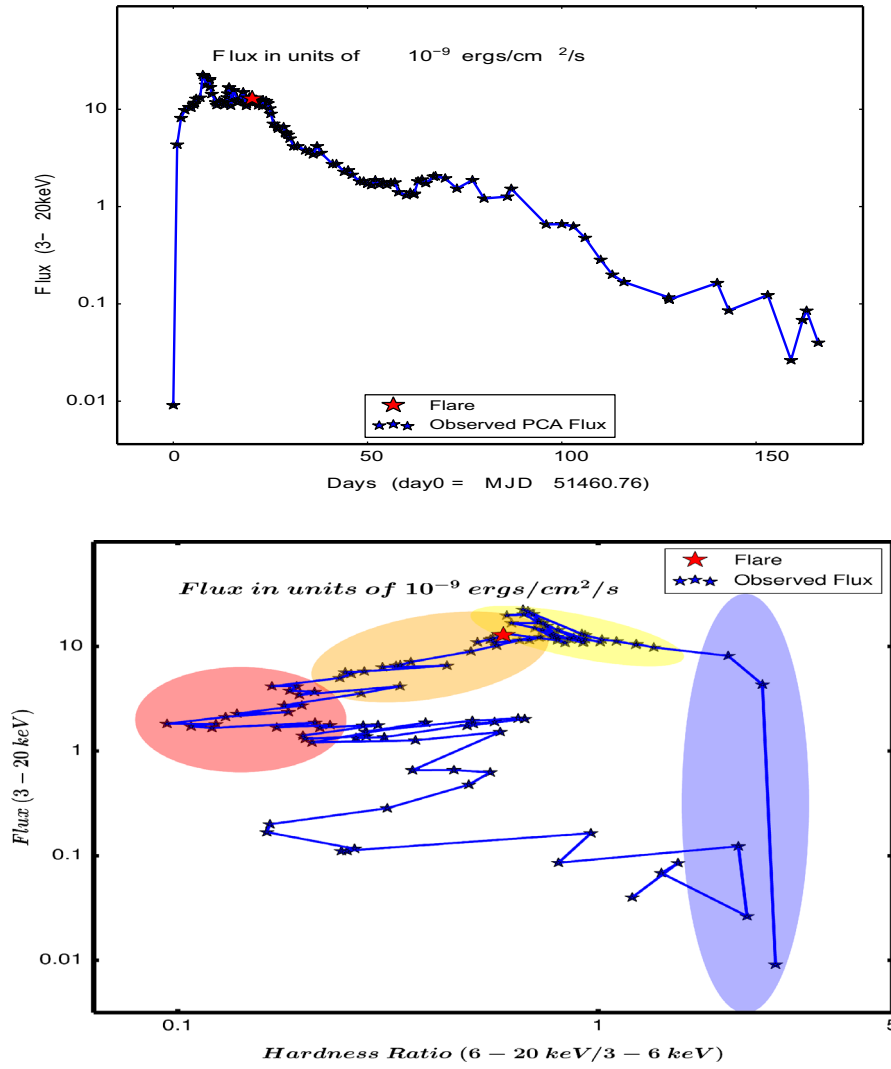 Flux in units of 10⁻⁹ ergs/cm ²/s
10
1
0.1
0.01
Flux (3− 20keV)
Flare
Observed PCA Flux
0 50 100 150
Days (day0 = MJD 51460.76)
Flare
Observed Flux
Flux in units of 10⁻⁹ ergs/cm²/s
10
1
0.1
0.01
Flux (3 − 20 keV)
0.1 1 5
Hardness Ratio (6 − 20 keV/3 − 6 keV)